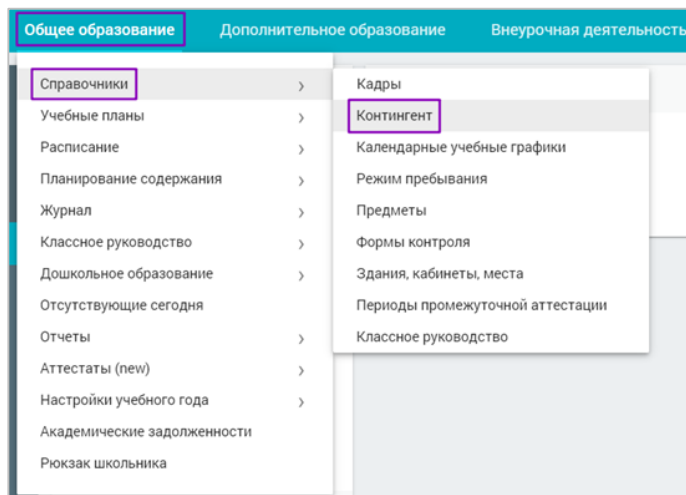 Общее образование Дополнительное образование Внеурочная деятельность
Справочники
Учебные планы
Расписание
Планирование содержания
Журнал
Классное руководство
Дошкольное образование
Отсутствующие сегодня
Отчеты
Аттестаты (new)
Настройки учебного года
Академические задолженности
Рюкзак школьника
Кадры
Контингент
Календарные учебные графики
Режим пребывания
Предметы
Формы контроля
Здания, кабинеты, места
Периоды промежуточной аттестации
Классное руководство